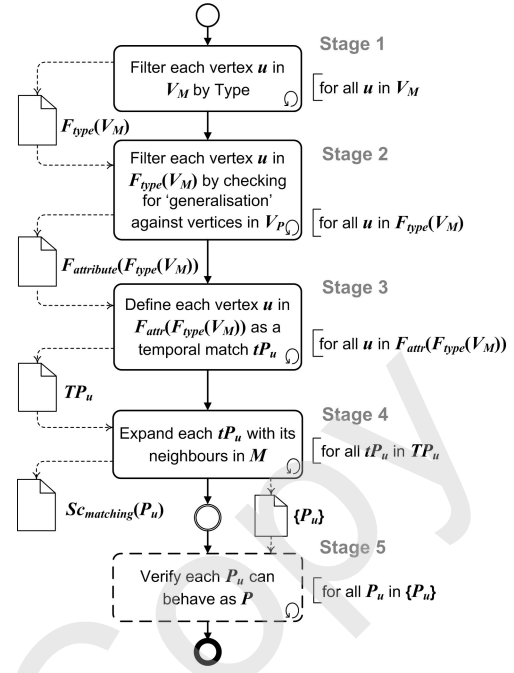 Stage 1
Filter each vertex u in
V_M by Type
for all u in V_M
F_type(V_M)
Stage 2
Filter each vertex u in
F_type(V_M) by checking
for ‘generalisation’
against vertices in V_P
for all u in F_type(V_M)
F_attribute(F_type(V_M))
Stage 3
Define each vertex u in
F_attr(F_type(V_M)) as a
temporal match tP_u
for all u in F_attr(F_type(V_M))
TP_u
Stage 4
Expand each tP_u with its
neighbours in M
for all tP_u in TP_u
Sc_matching(P_u)
{P_u}
Stage 5
Verify each P_u can
behave as P
for all P_u in {P_u}
Copy